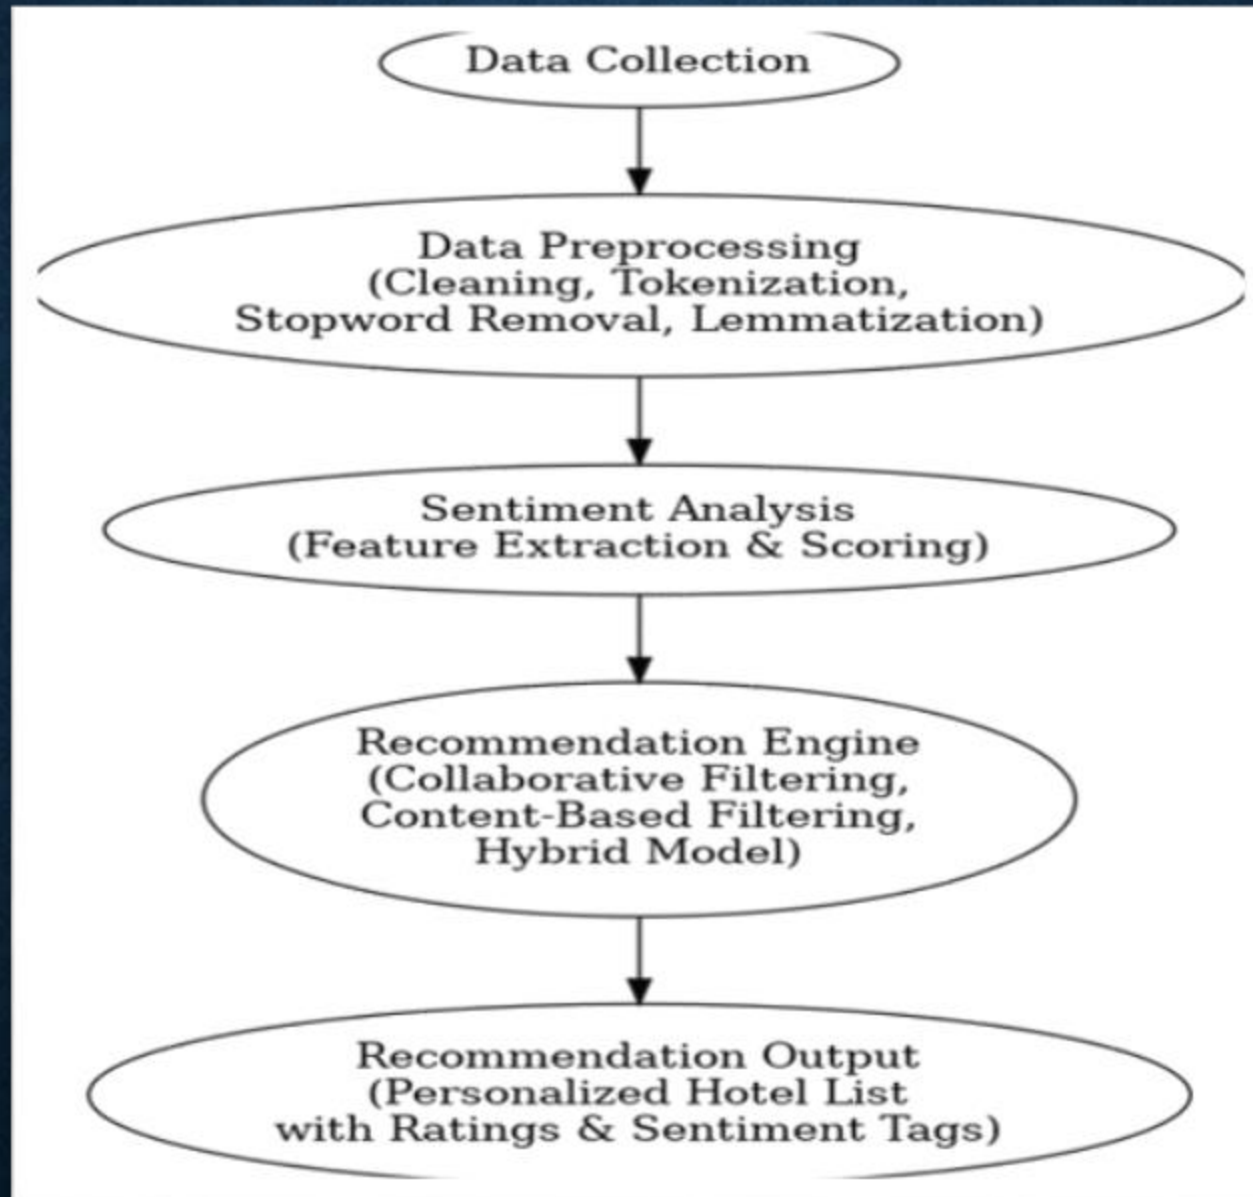 Data Collection
Data Preprocessing
(Cleaning, Tokenization,
Stopword Removal, Lemmatization)
Sentiment Analysis
(Feature Extraction & Scoring)
Recommendation Engine
(Collaborative Filtering,
Content-Based Filtering,
Hybrid Model)
Recommendation Output
(Personalized Hotel List
with Ratings & Sentiment Tags)